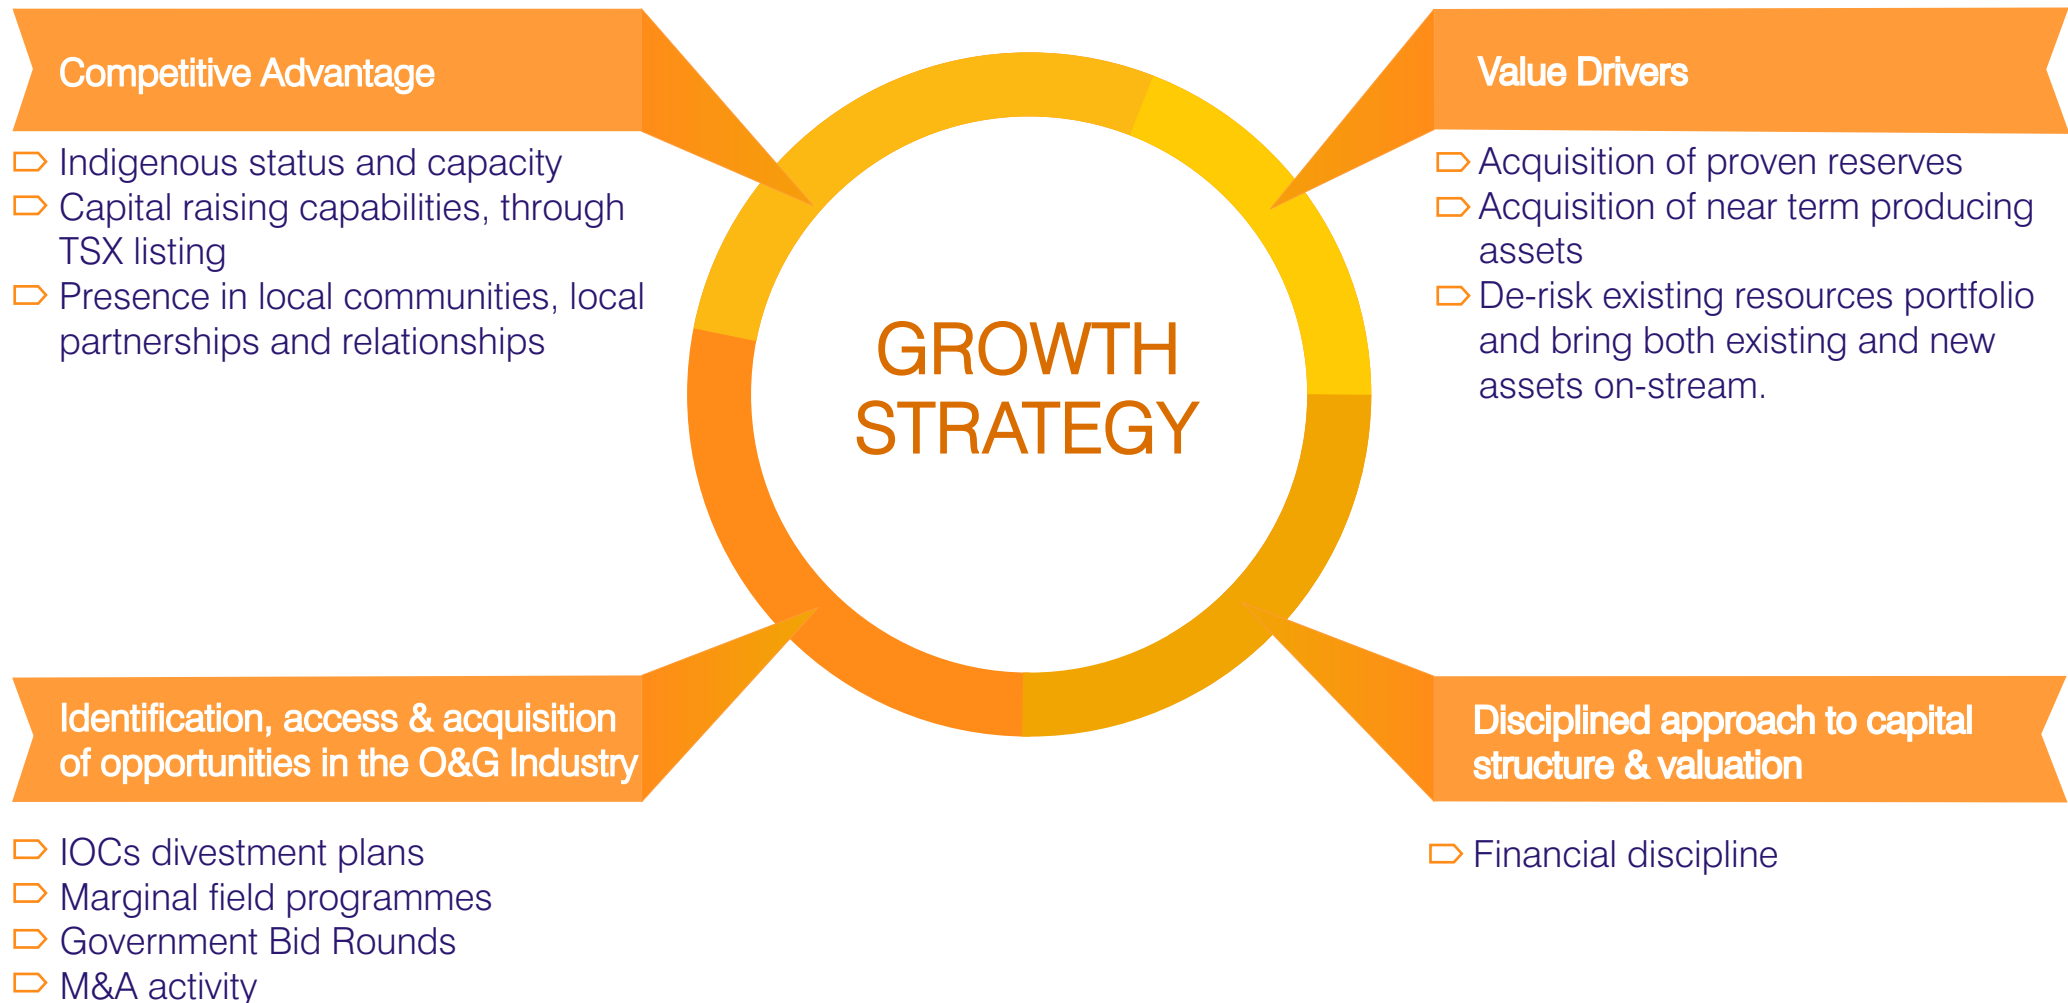 Competitive Advantage
Indigenous status and capacity
Capital raising capabilities, through
TSX listing
Presence in local communities, local
partnerships and relationships
Value Drivers
Acquisition of proven reserves
Acquisition of near term producing
assets
De-risk existing resources portfolio
and bring both existing and new
assets on-stream.
GROWTH
STRATEGY
Identification, access & acquisition
of opportunities in the O&G Industry
IOCs divestment plans
Marginal field programmes
Government Bid Rounds
M&A activity
Disciplined approach to capital
structure & valuation
Financial discipline